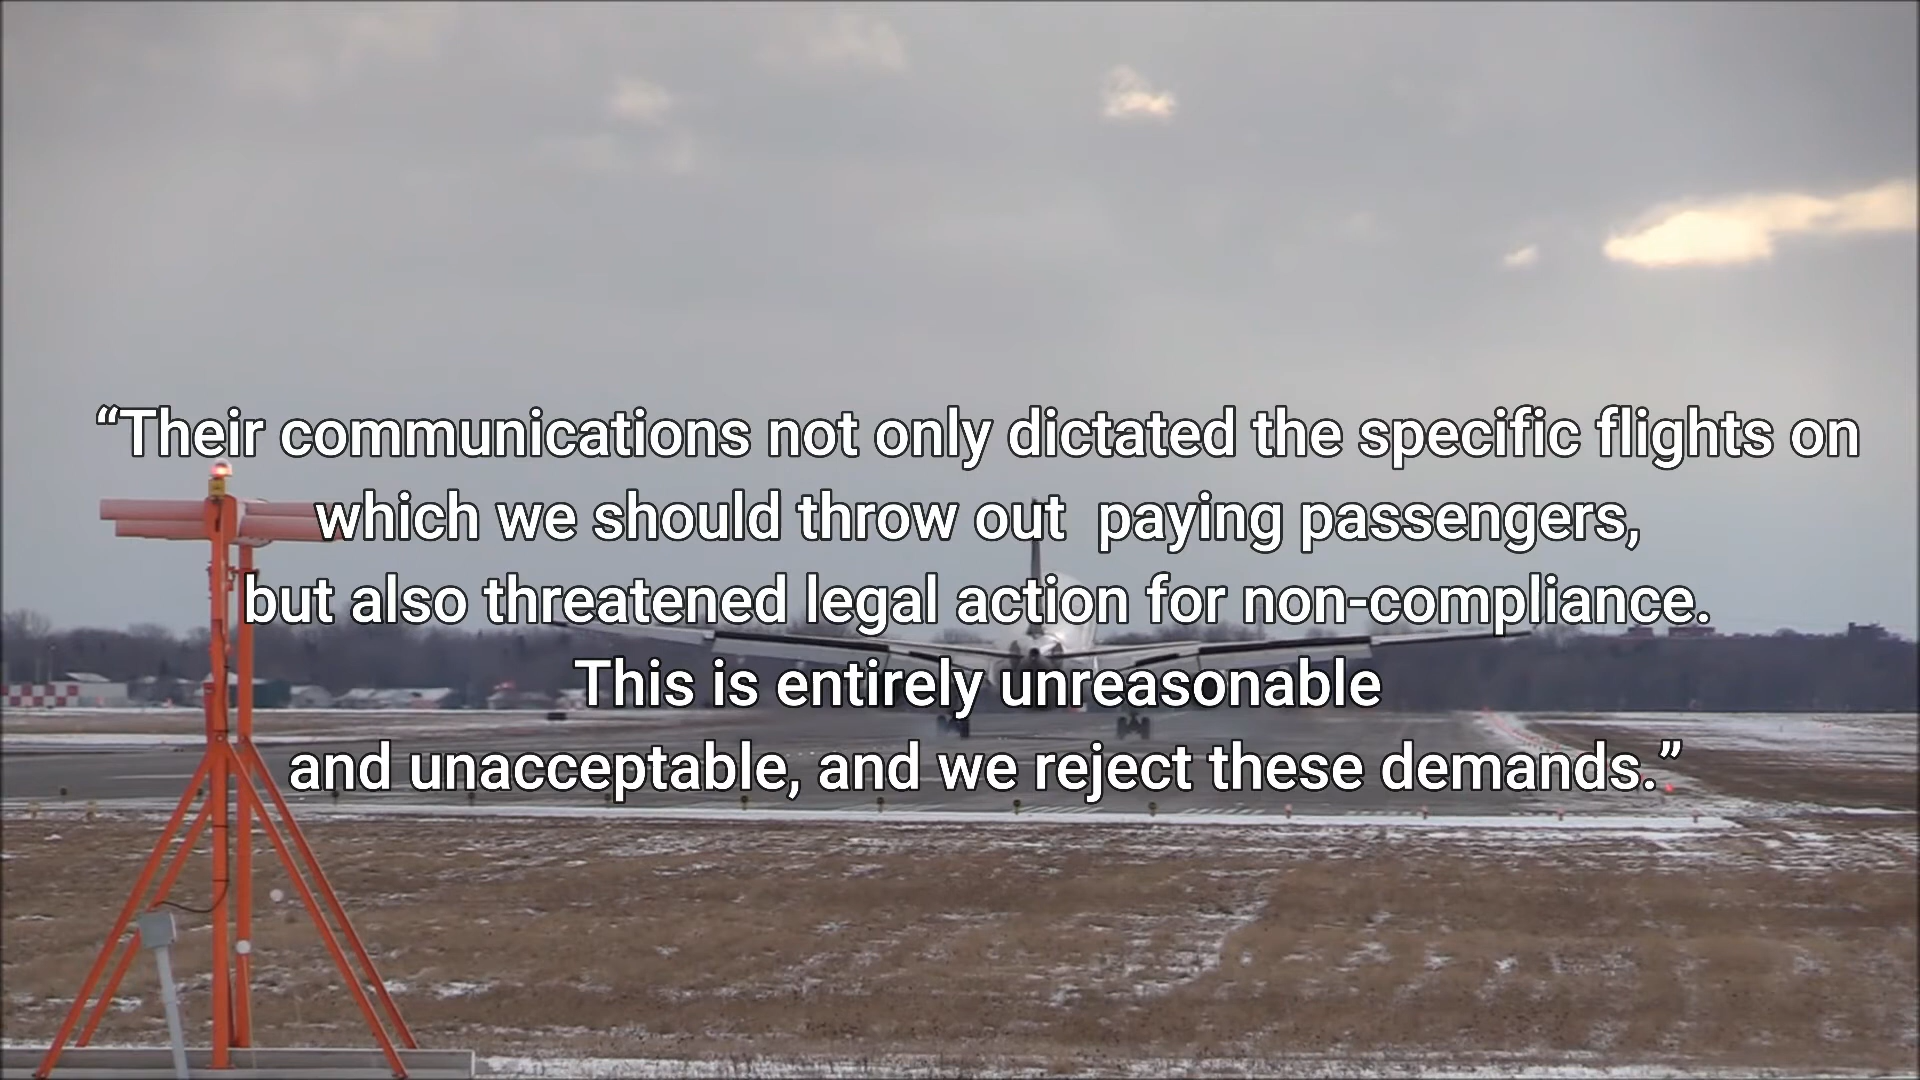 “Their communications not only dictated the specific flights on
which we should throw out  paying passengers,
but also threatened legal action for non-compliance.
This is entirely unreasonable
and unacceptable, and we reject these demands.”